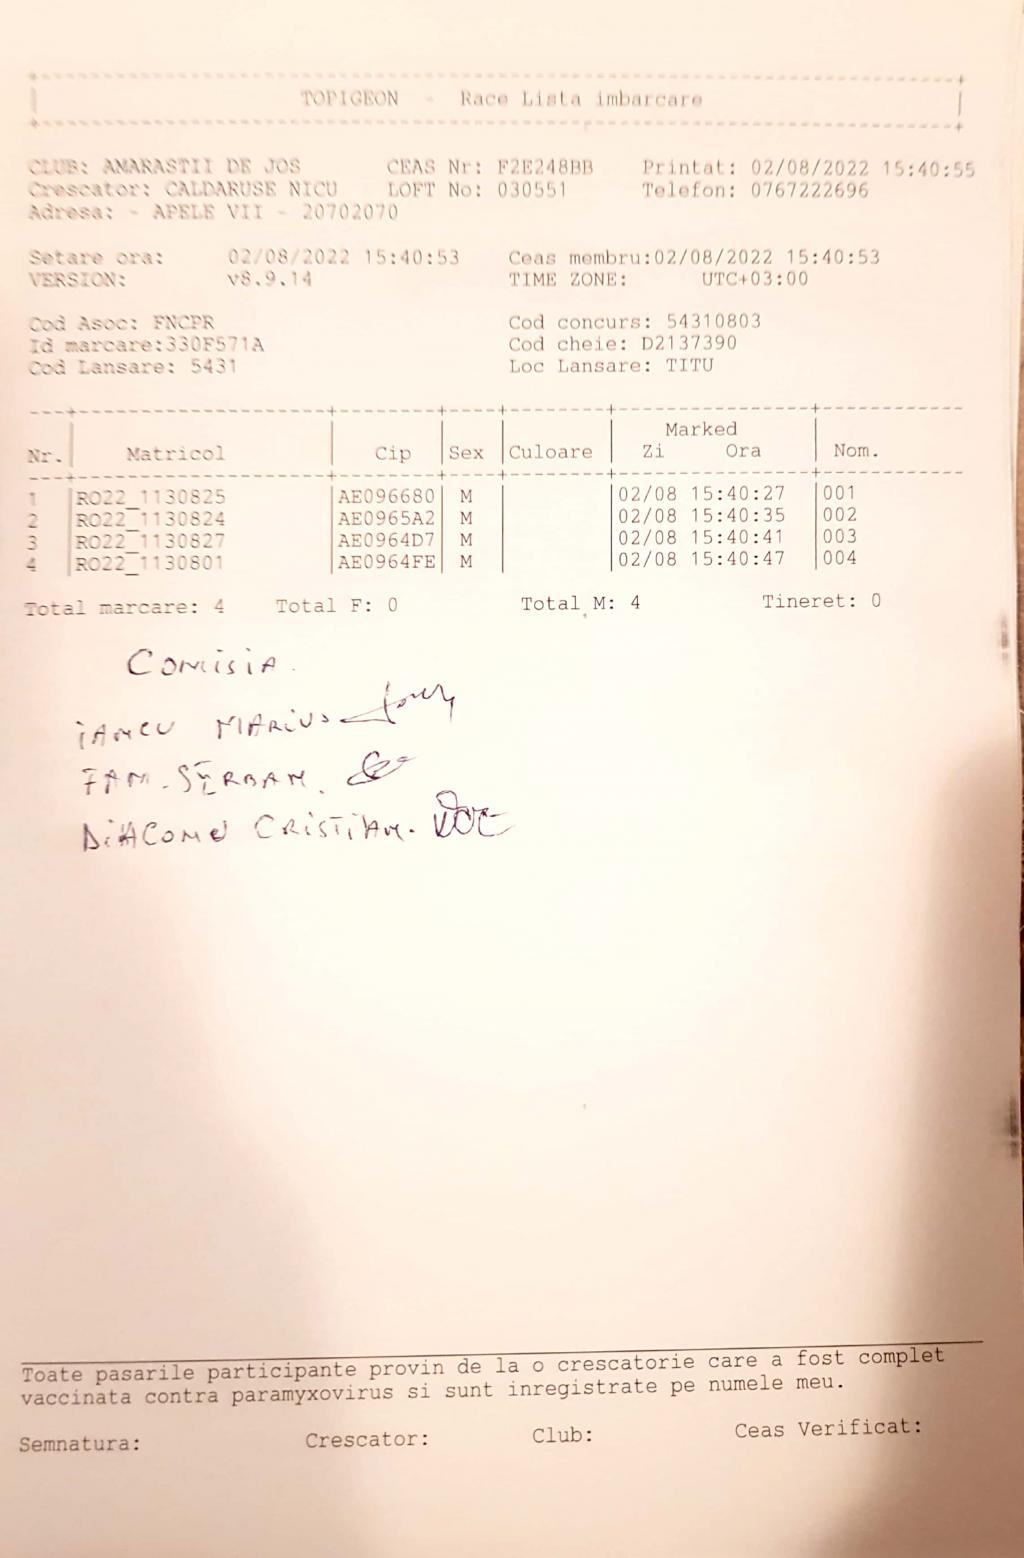 TOPIGEON - Race Lista imbarcare
CLUB: AMARASTII DE JOS CEAS Nr: F2E248BB Printat: 02/08/2022 15:40:55
Crescator: CALDARUSE NICU LOFT No: 030551 Telefon: 0767222696
Adresa: - APELE VII - 20702070
Setare ora: 02/08/2022 15:40:53 Ceas membru:02/08/2022 15:40:53
VERSION: v8.9.14 TIME ZONE: UTC+03:00
Cod Asoc: FNCPR Cod concurs: 54310803
Id marcare:330F571A Cod cheie: D2137390
Cod Lansare: 5431 Loc Lansare: TITU
Marked
Nr. Matricol Cip Sex Culoare Zi Ora Nom.
1 RO22_1130825 AE096680 M 02/08 15:40:27 001
2 RO22_1130824 AE0965A2 M 02/08 15:40:35 002
3 RO22_1130827 AE0964D7 M 02/08 15:40:41 003
4 RO22_1130801 AE0964FE M 02/08 15:40:47 004
Total marcare: 4 Total F: 0 Total M: 4 Tineret: 0
COMISIA.
IANCU MARIUS
FAM. SERBAN.
DIACONU CRISTIAN.
Toate pasarile participante provin de la o crescatorie care a fost complet
vaccinata contra paramyxovirus si sunt inregistrate pe numele meu.
Semnatura: Crescator: Club: Ceas Verificat: